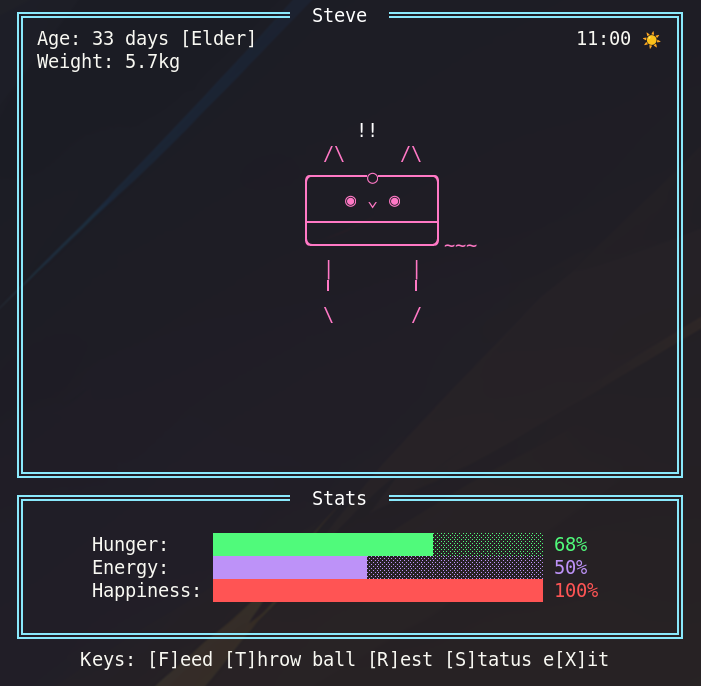 Steve
Age: 33 days [Elder] 11:00 ☀
Weight: 5.7kg
!!
Stats
Hunger: 68%
Energy: 50%
Happiness: 100%
Keys: [F]eed [T]hrow ball [R]est [S]tatus e[X]it